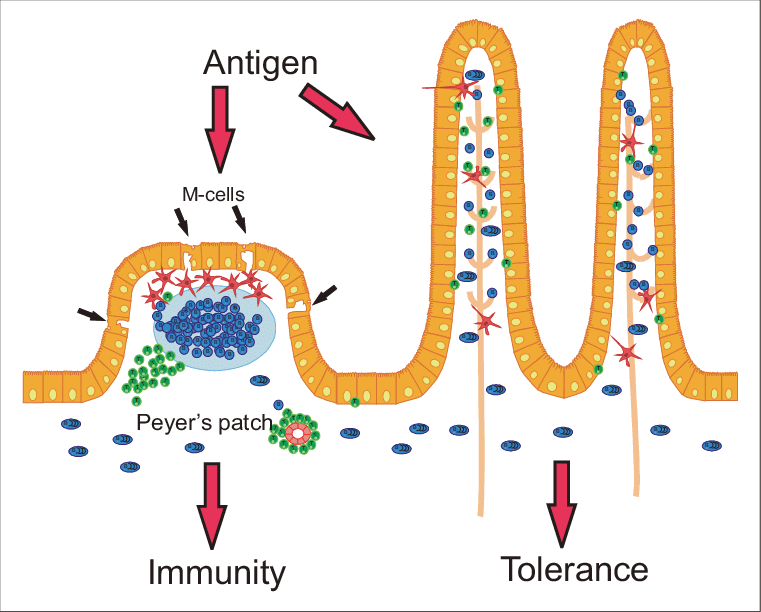 Antigen
M-cells
Peyer's patch
Immunity
Tolerance